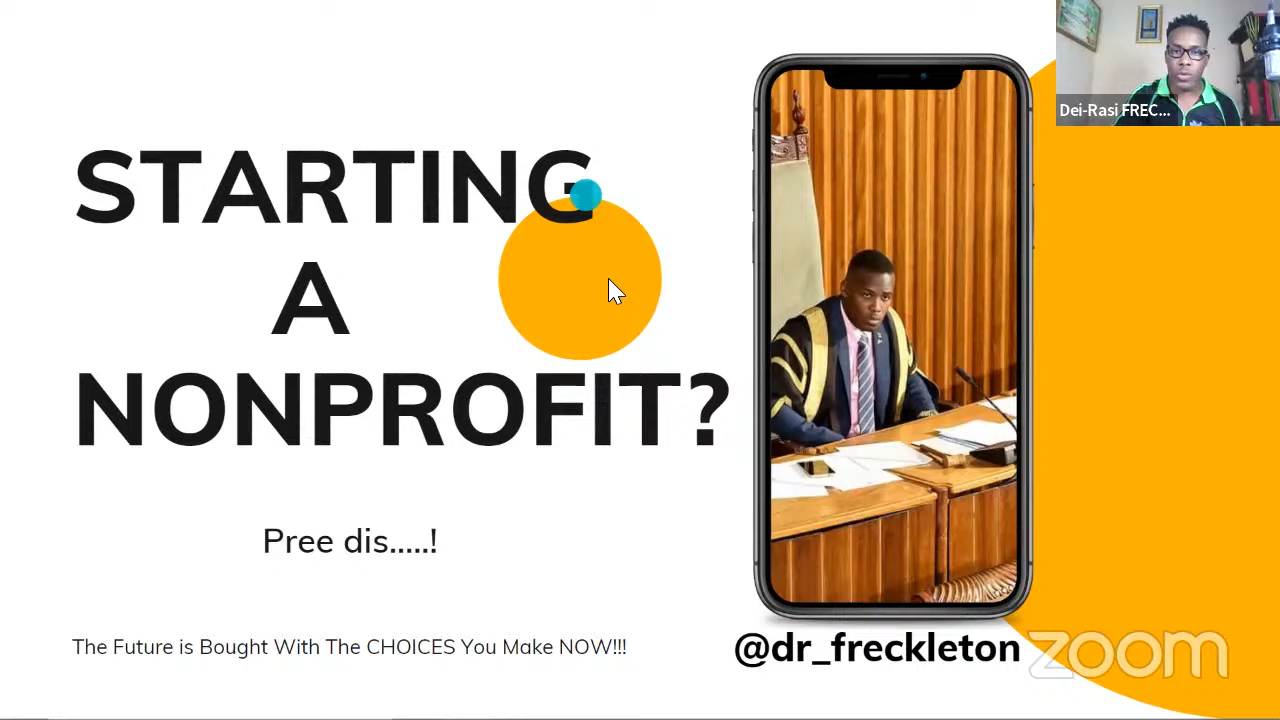 Dei-Rasi FREC...
STARTING
A
NONPROFIT?
Pree dis.....!
The Future is Bought With The CHOICES You Make NOW!!!
@dr_freckleton
zoom